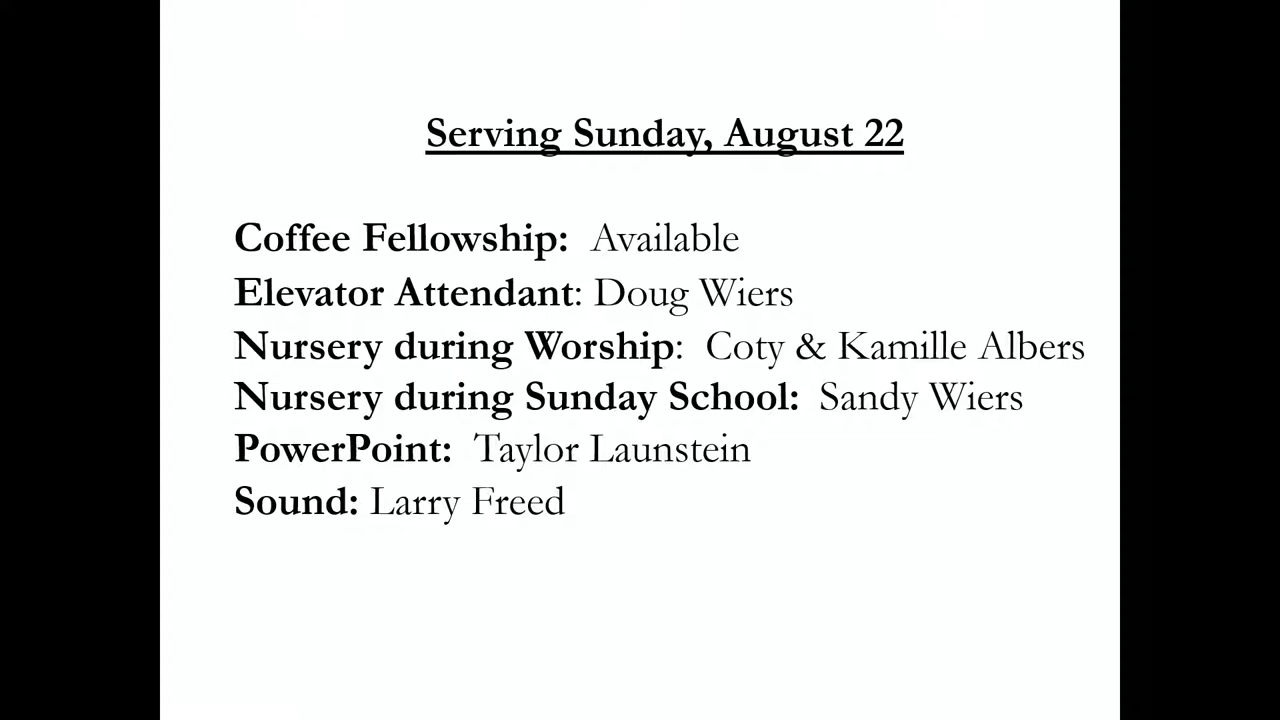 Serving Sunday, August 22
Coffee Fellowship:  Available
Elevator Attendant: Doug Wiers
Nursery during Worship:  Coty & Kamille Albers
Nursery during Sunday School:  Sandy Wiers
PowerPoint:  Taylor Launstein
Sound: Larry Freed